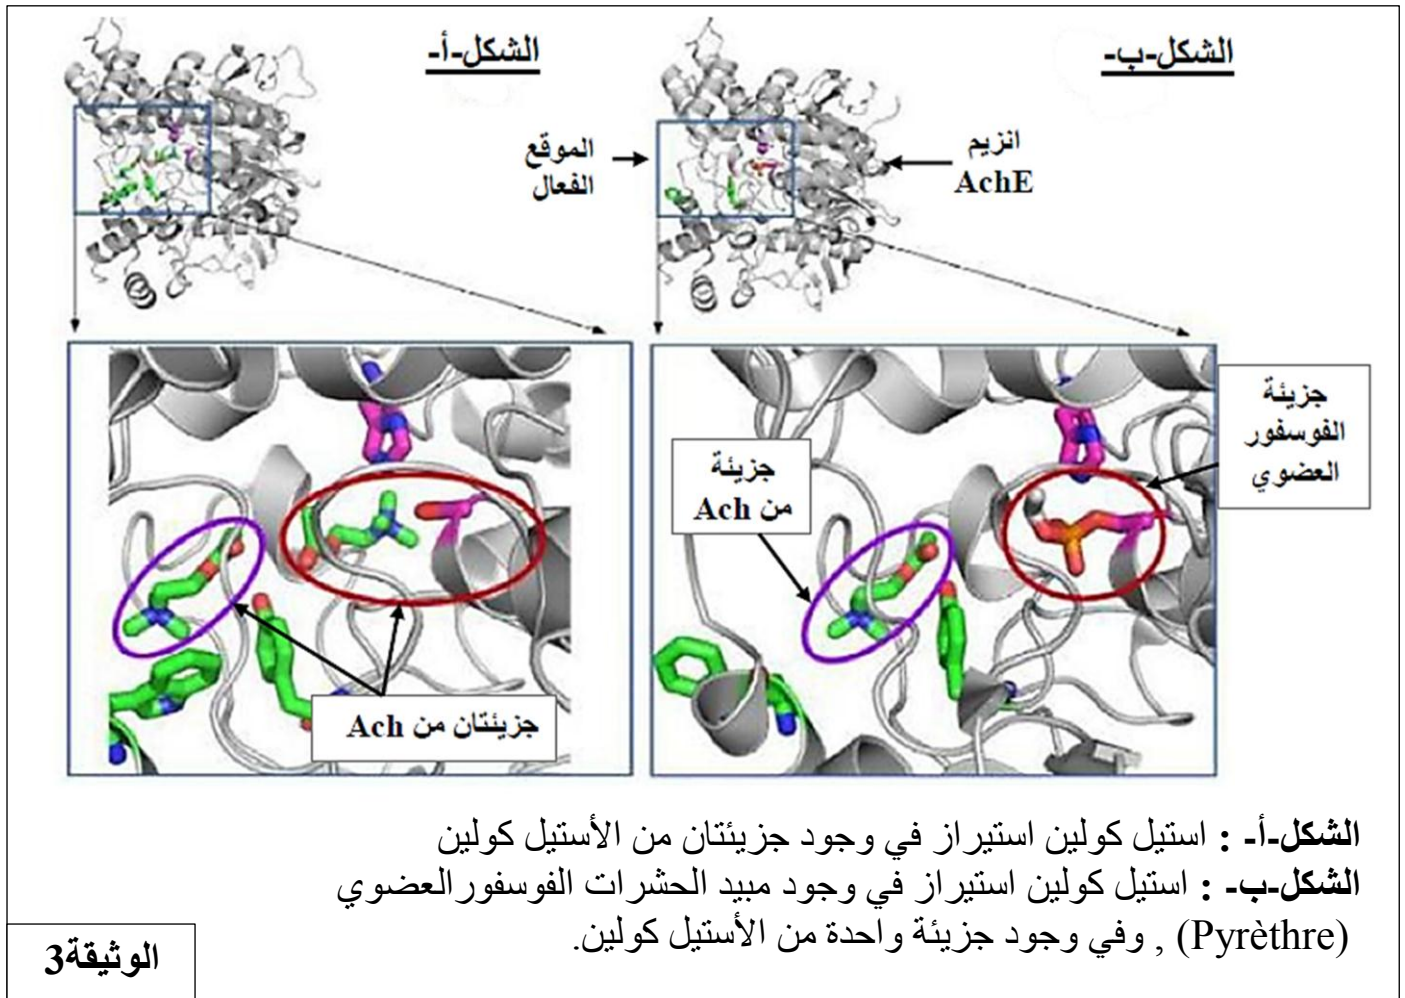 الشكل-أ-
الشكل-ب-
الموقع
الفعال
انزيم
AchE
جزيئة
الفوسفور
العضوي
جزيئة
من Ach
جزيئتان من Ach
الشكل-أ- : استيل كولين استيراز في وجود جزيئتان من الأستيل كولين
الشكل-ب- : استيل كولين استيراز في وجود مبيد الحشرات الفوسفور العضوي
(Pyrèthre) , وفي وجود جزيئة واحدة من الأستيل كولين.
الوثيقة3